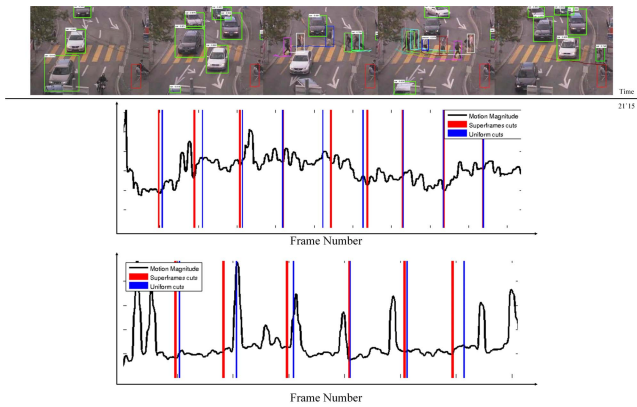 Time
21'15
Motion Magnitude
Superframes cuts
Uniform cuts
Frame Number
Motion Magnitude
Superframes cuts
Uniform cuts
Frame Number